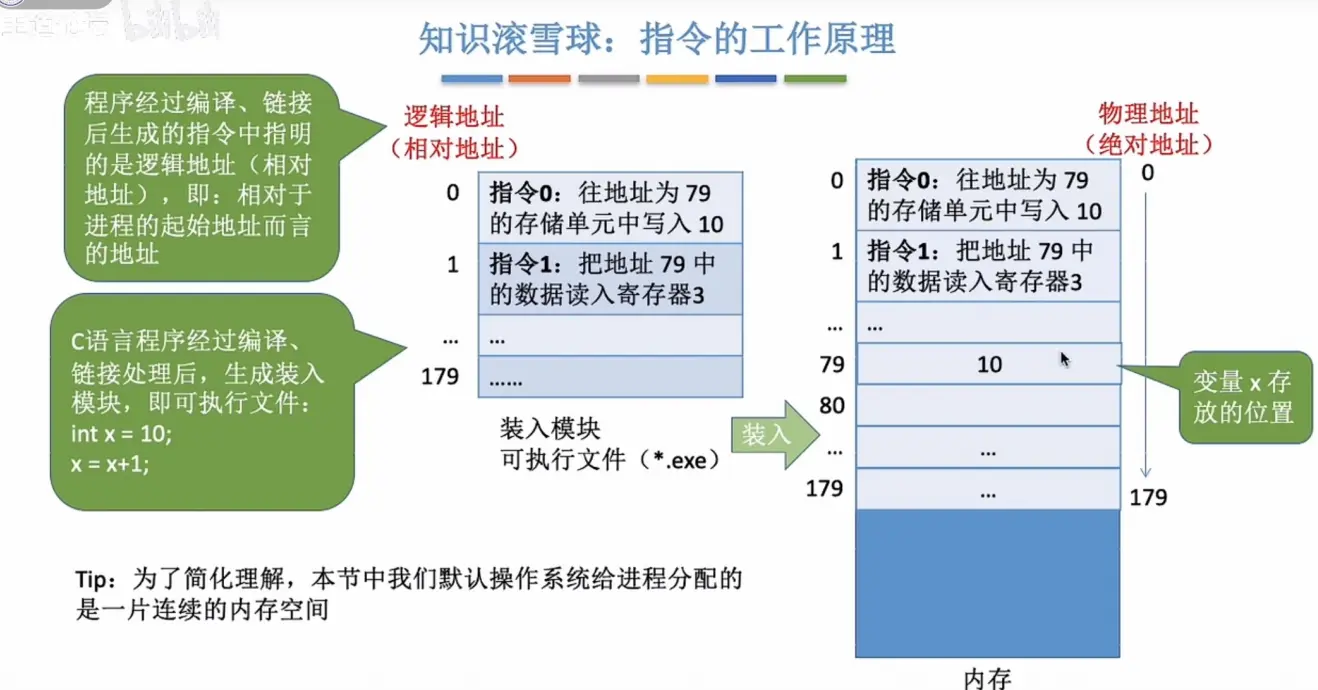 知识滚雪球：指令的工作原理
程序经过编译、链接
后生成的指令中指明
的是逻辑地址（相对
地址），即：相对于
进程的起始地址而言
的地址
C语言程序经过编译、
链接处理后，生成装入
模块，即可执行文件：
int x = 10;
x = x+1;
逻辑地址
（相对地址）
0
指令0：往地址为 79
的存储单元中写入 10
1
指令1：把地址 79 中
的数据读入寄存器3
...
...
179
......
装入模块
可执行文件（*.exe）
装入
物理地址
（绝对地址）
0
0
指令0：往地址为 79
的存储单元中写入 10
1
指令1：把地址 79 中
的数据读入寄存器3
...
...
79
10
80
...
...
179
...
179
变量 x 存
放的位置
Tip：为了简化理解，本节中我们默认操作系统给进程分配的
是一片连续的内存空间
内存